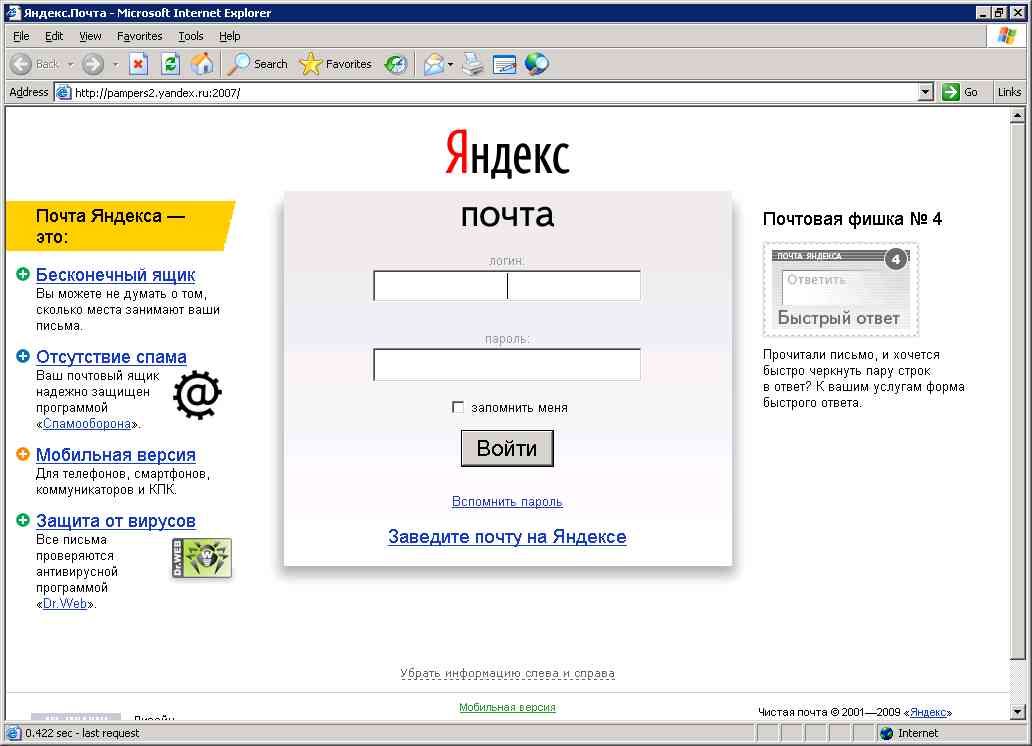 Яндекс.Почта - Microsoft Internet Explorer
File Edit View Favorites Tools Help
Back Search Favorites
Address http://pampers2.yandex.ru:2007/ Go Links
Яндекс
почта
Почта Яндекса —
это:
Бесконечный ящик
Вы можете не думать о том,
сколько места занимают ваши
письма.
Отсутствие спама
Ваш почтовый ящик
надежно защищен
программой
«Спамооборона».
@
Мобильная версия
Для телефонов, смартфонов,
коммуникаторов и КПК.
Защита от вирусов
Все письма
проверяются
антивирусной
программой
«Dr.Web».
Dr.WEB
логин:
пароль:
запомнить меня
Войти
Вспомнить пароль
Заведите почту на Яндексе
Почтовая фишка № 4
ПОЧТА ЯНДЕКСА 4
Ответить
Быстрый ответ
Прочитали письмо, и хочется
быстро черкнуть пару строк
в ответ? К вашим услугам форма
быстрого ответа.
Убрать информацию слева и справа
Мобильная версия
Чистая почта © 2001—2009 «Яндекс»
Дизайн
0.422 sec - last request Internet